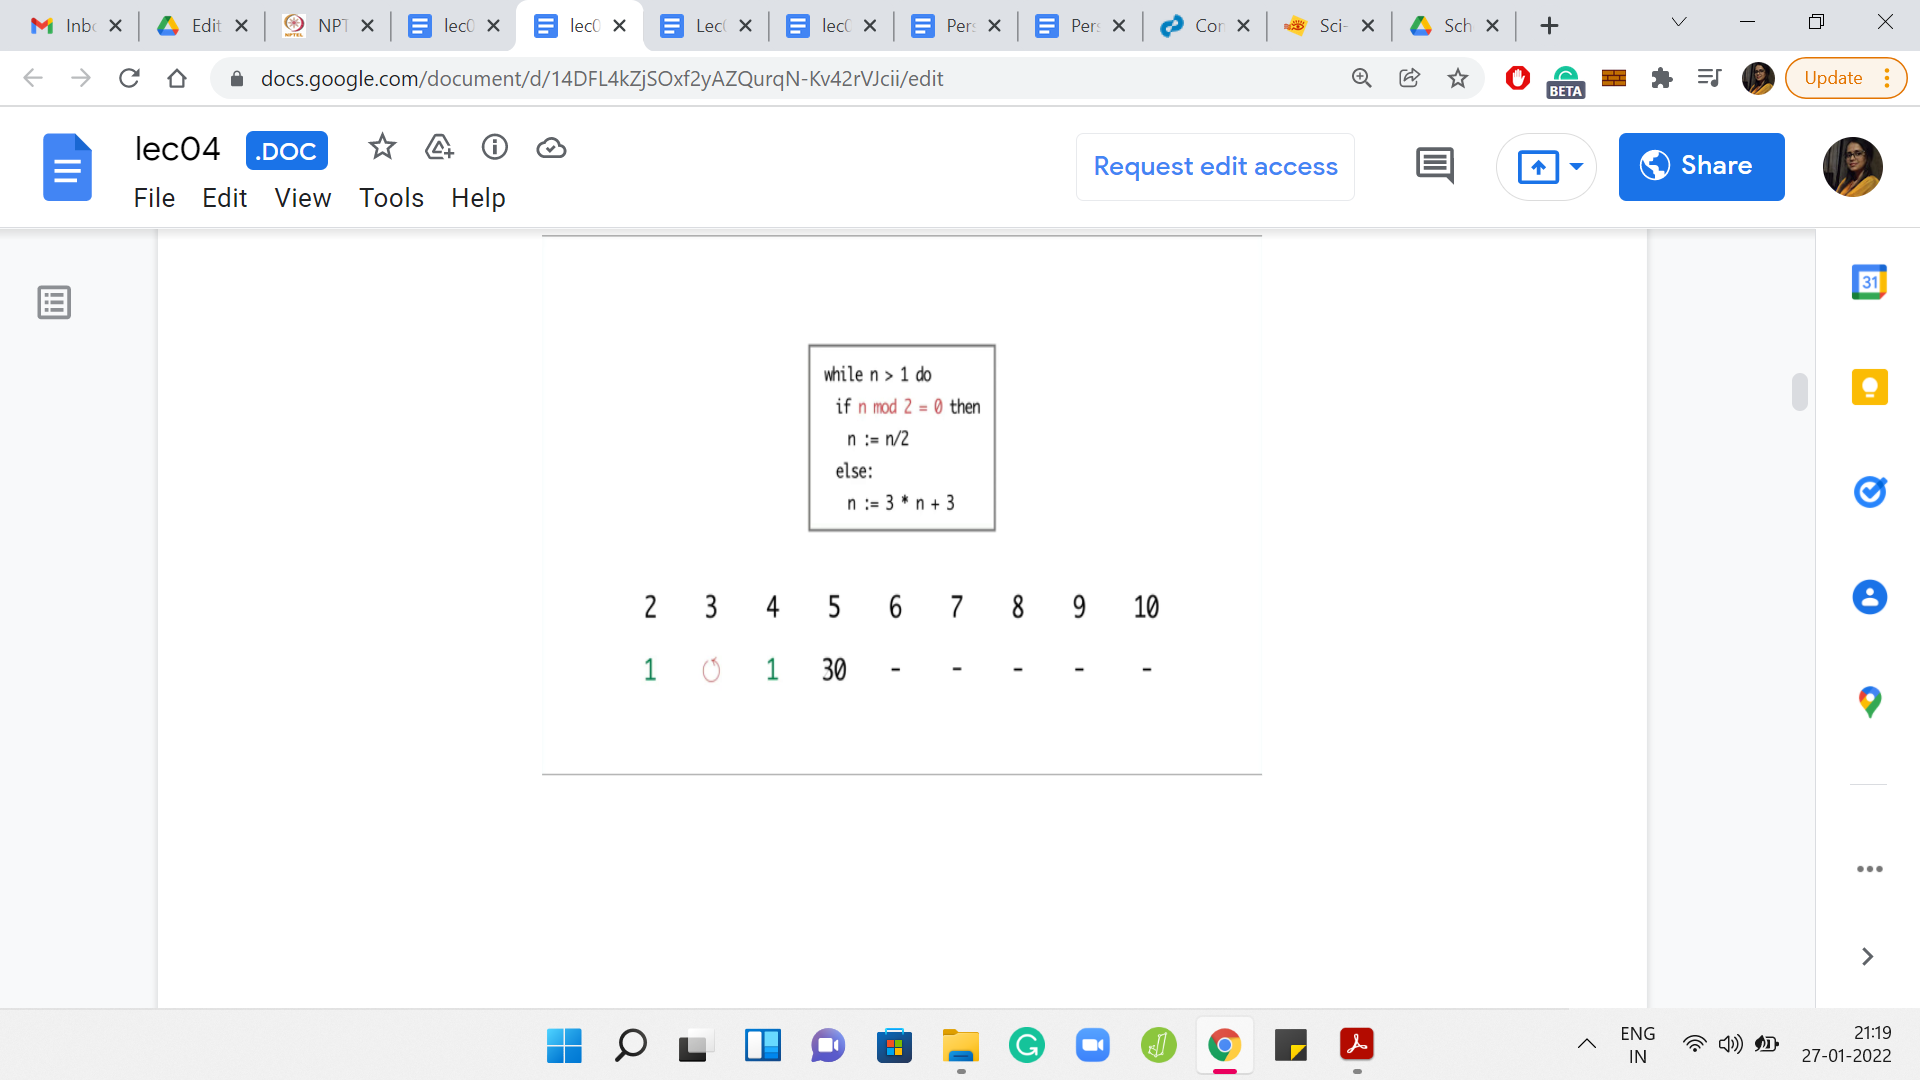 Inbc Edit NPT lec0 lec0 Lec lec0 Per Per Con Sci- Sch
docs.google.com/document/d/14DFL4kZjSOxf2yAZQurqN-Kv42rVJcii/edit
BETA
Update
lec04 .DOC
Request edit access
Share
File Edit View Tools Help
31
while n > 1 do
if n mod 2 = 0 then
n := n/2
else:
n := 3 * n + 3
2 3 4 5 6 7 8 9 10
1 1 30 - - - - -
ENG
IN
21:19
27-01-2022